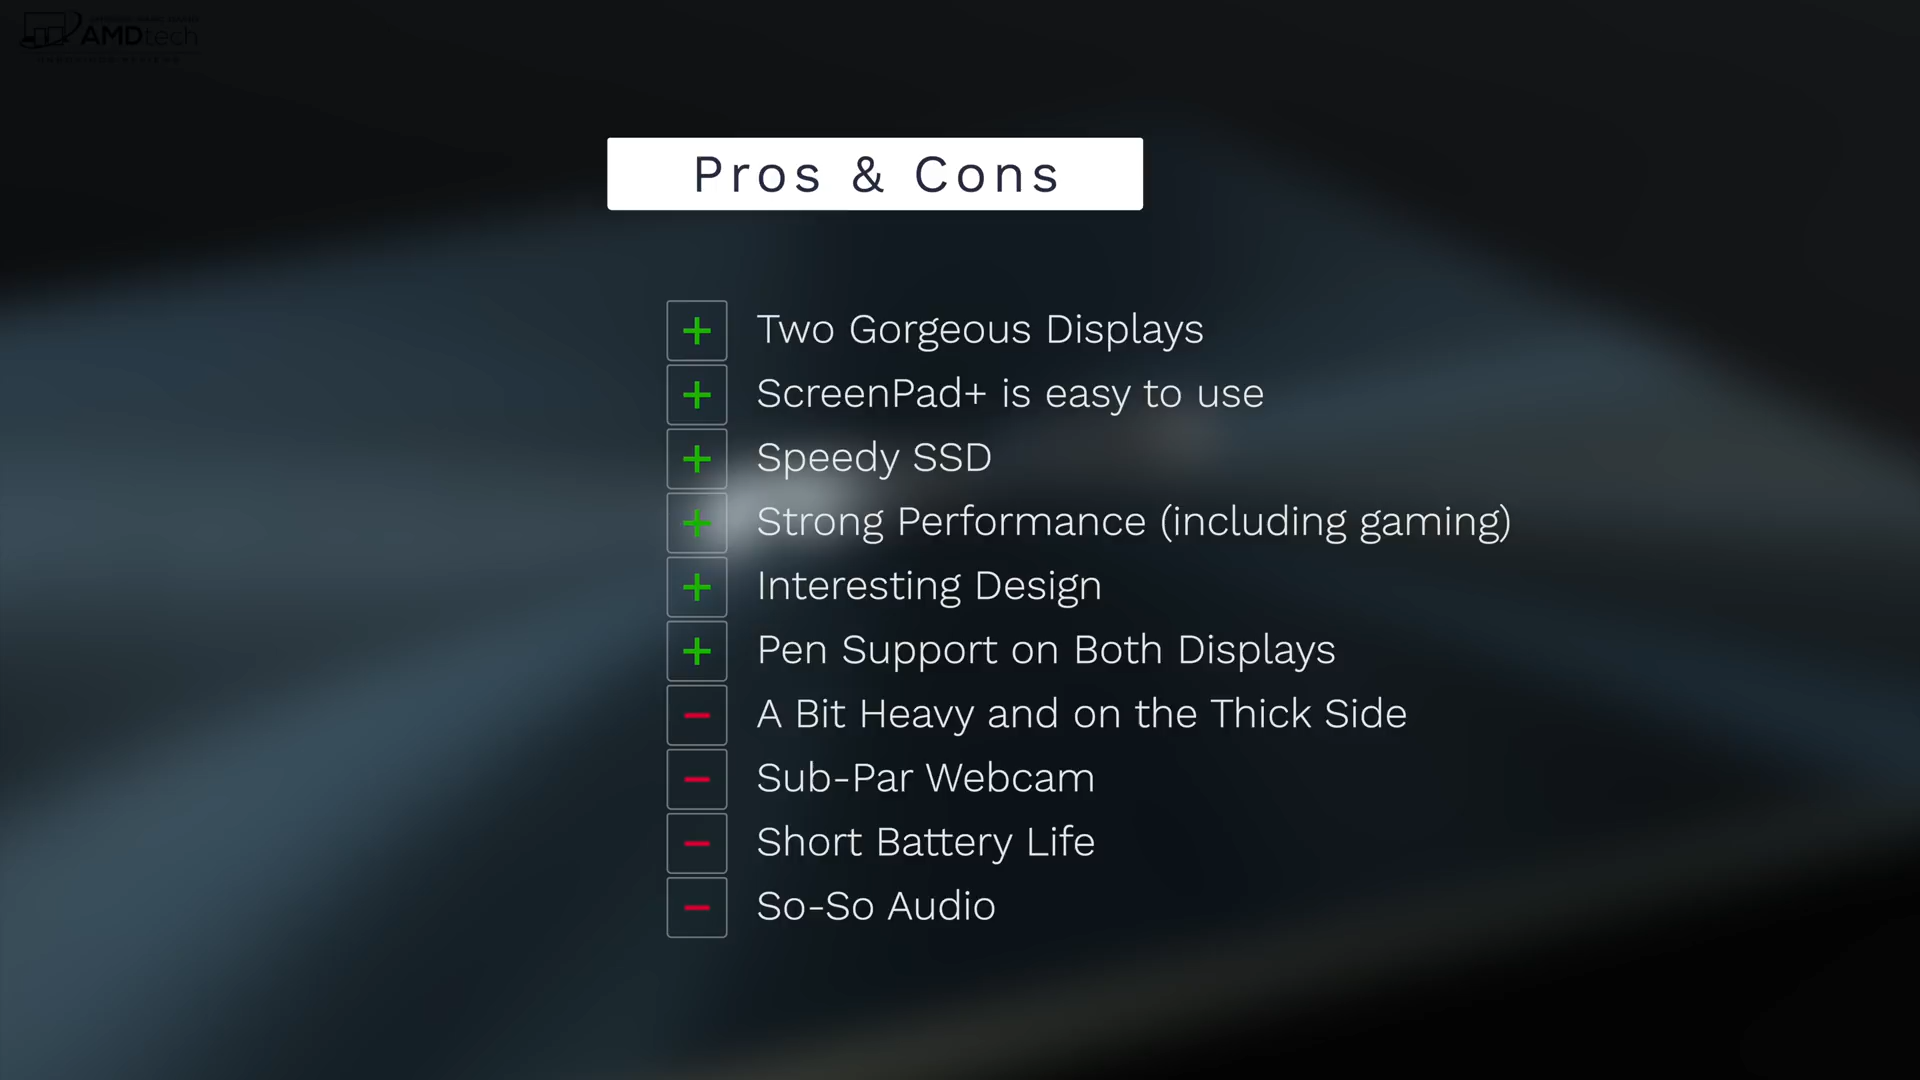 AMDtech
Pros & Cons
+ Two Gorgeous Displays
+ ScreenPad+ is easy to use
+ Speedy SSD
+ Strong Performance (including gaming)
+ Interesting Design
+ Pen Support on Both Displays
– A Bit Heavy and on the Thick Side
– Sub-Par Webcam
– Short Battery Life
– So-So Audio